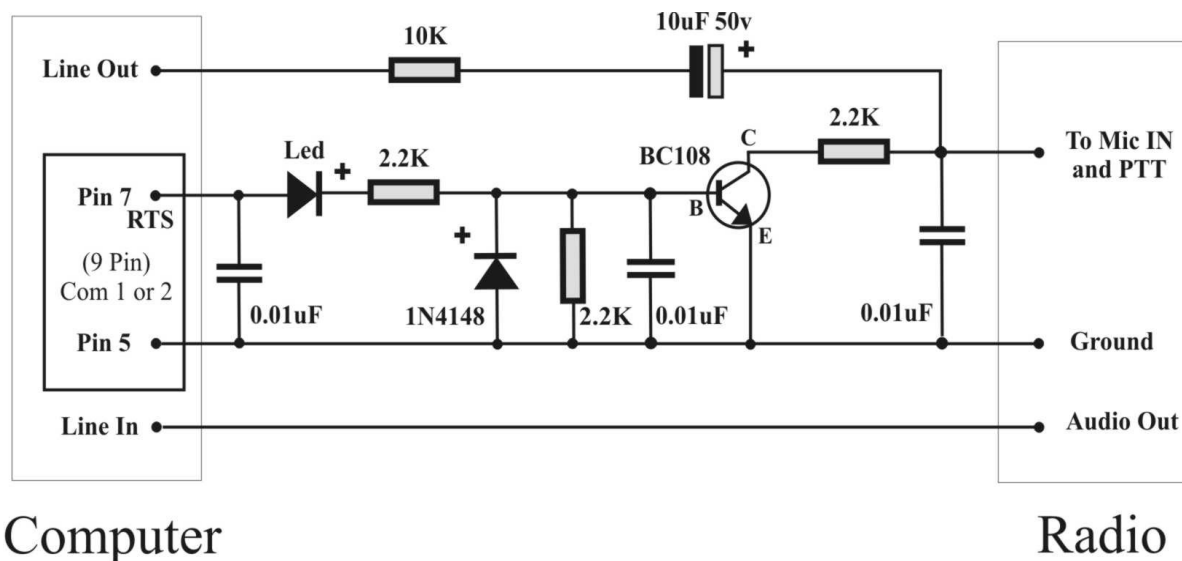 10uF 50v
+
10K
Line Out
2.2K
To Mic IN
and PTT
Led
+
2.2K
BC108
C
B
E
Pin 7
RTS
(9 Pin)
Com 1 or 2
+
0.01uF
1N4148
2.2K
0.01uF
0.01uF
Pin 5
Ground
Line In
Audio Out
Computer
Radio